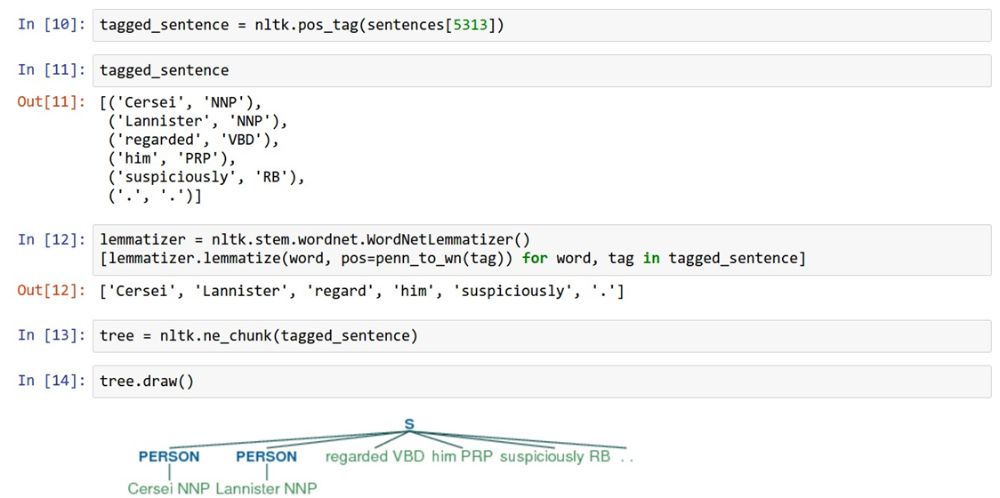 In [10]: tagged_sentence = nltk.pos_tag(sentences[5313])
In [11]: tagged_sentence
Out[11]: [('Cersei', 'NNP'),
('Lannister', 'NNP'),
('regarded', 'VBD'),
('him', 'PRP'),
('suspiciously', 'RB'),
('.', '.')]
In [12]: lemmatizer = nltk.stem.wordnet.WordNetLemmatizer()
[lemmatizer.lemmatize(word, pos=penn_to_wn(tag)) for word, tag in tagged_sentence]
Out[12]: ['Cersei', 'Lannister', 'regard', 'him', 'suspiciously', '.']
In [13]: tree = nltk.ne_chunk(tagged_sentence)
In [14]: tree.draw()
S
PERSON PERSON regarded VBD him PRP suspiciously RB . .
Cersei NNP Lannister NNP